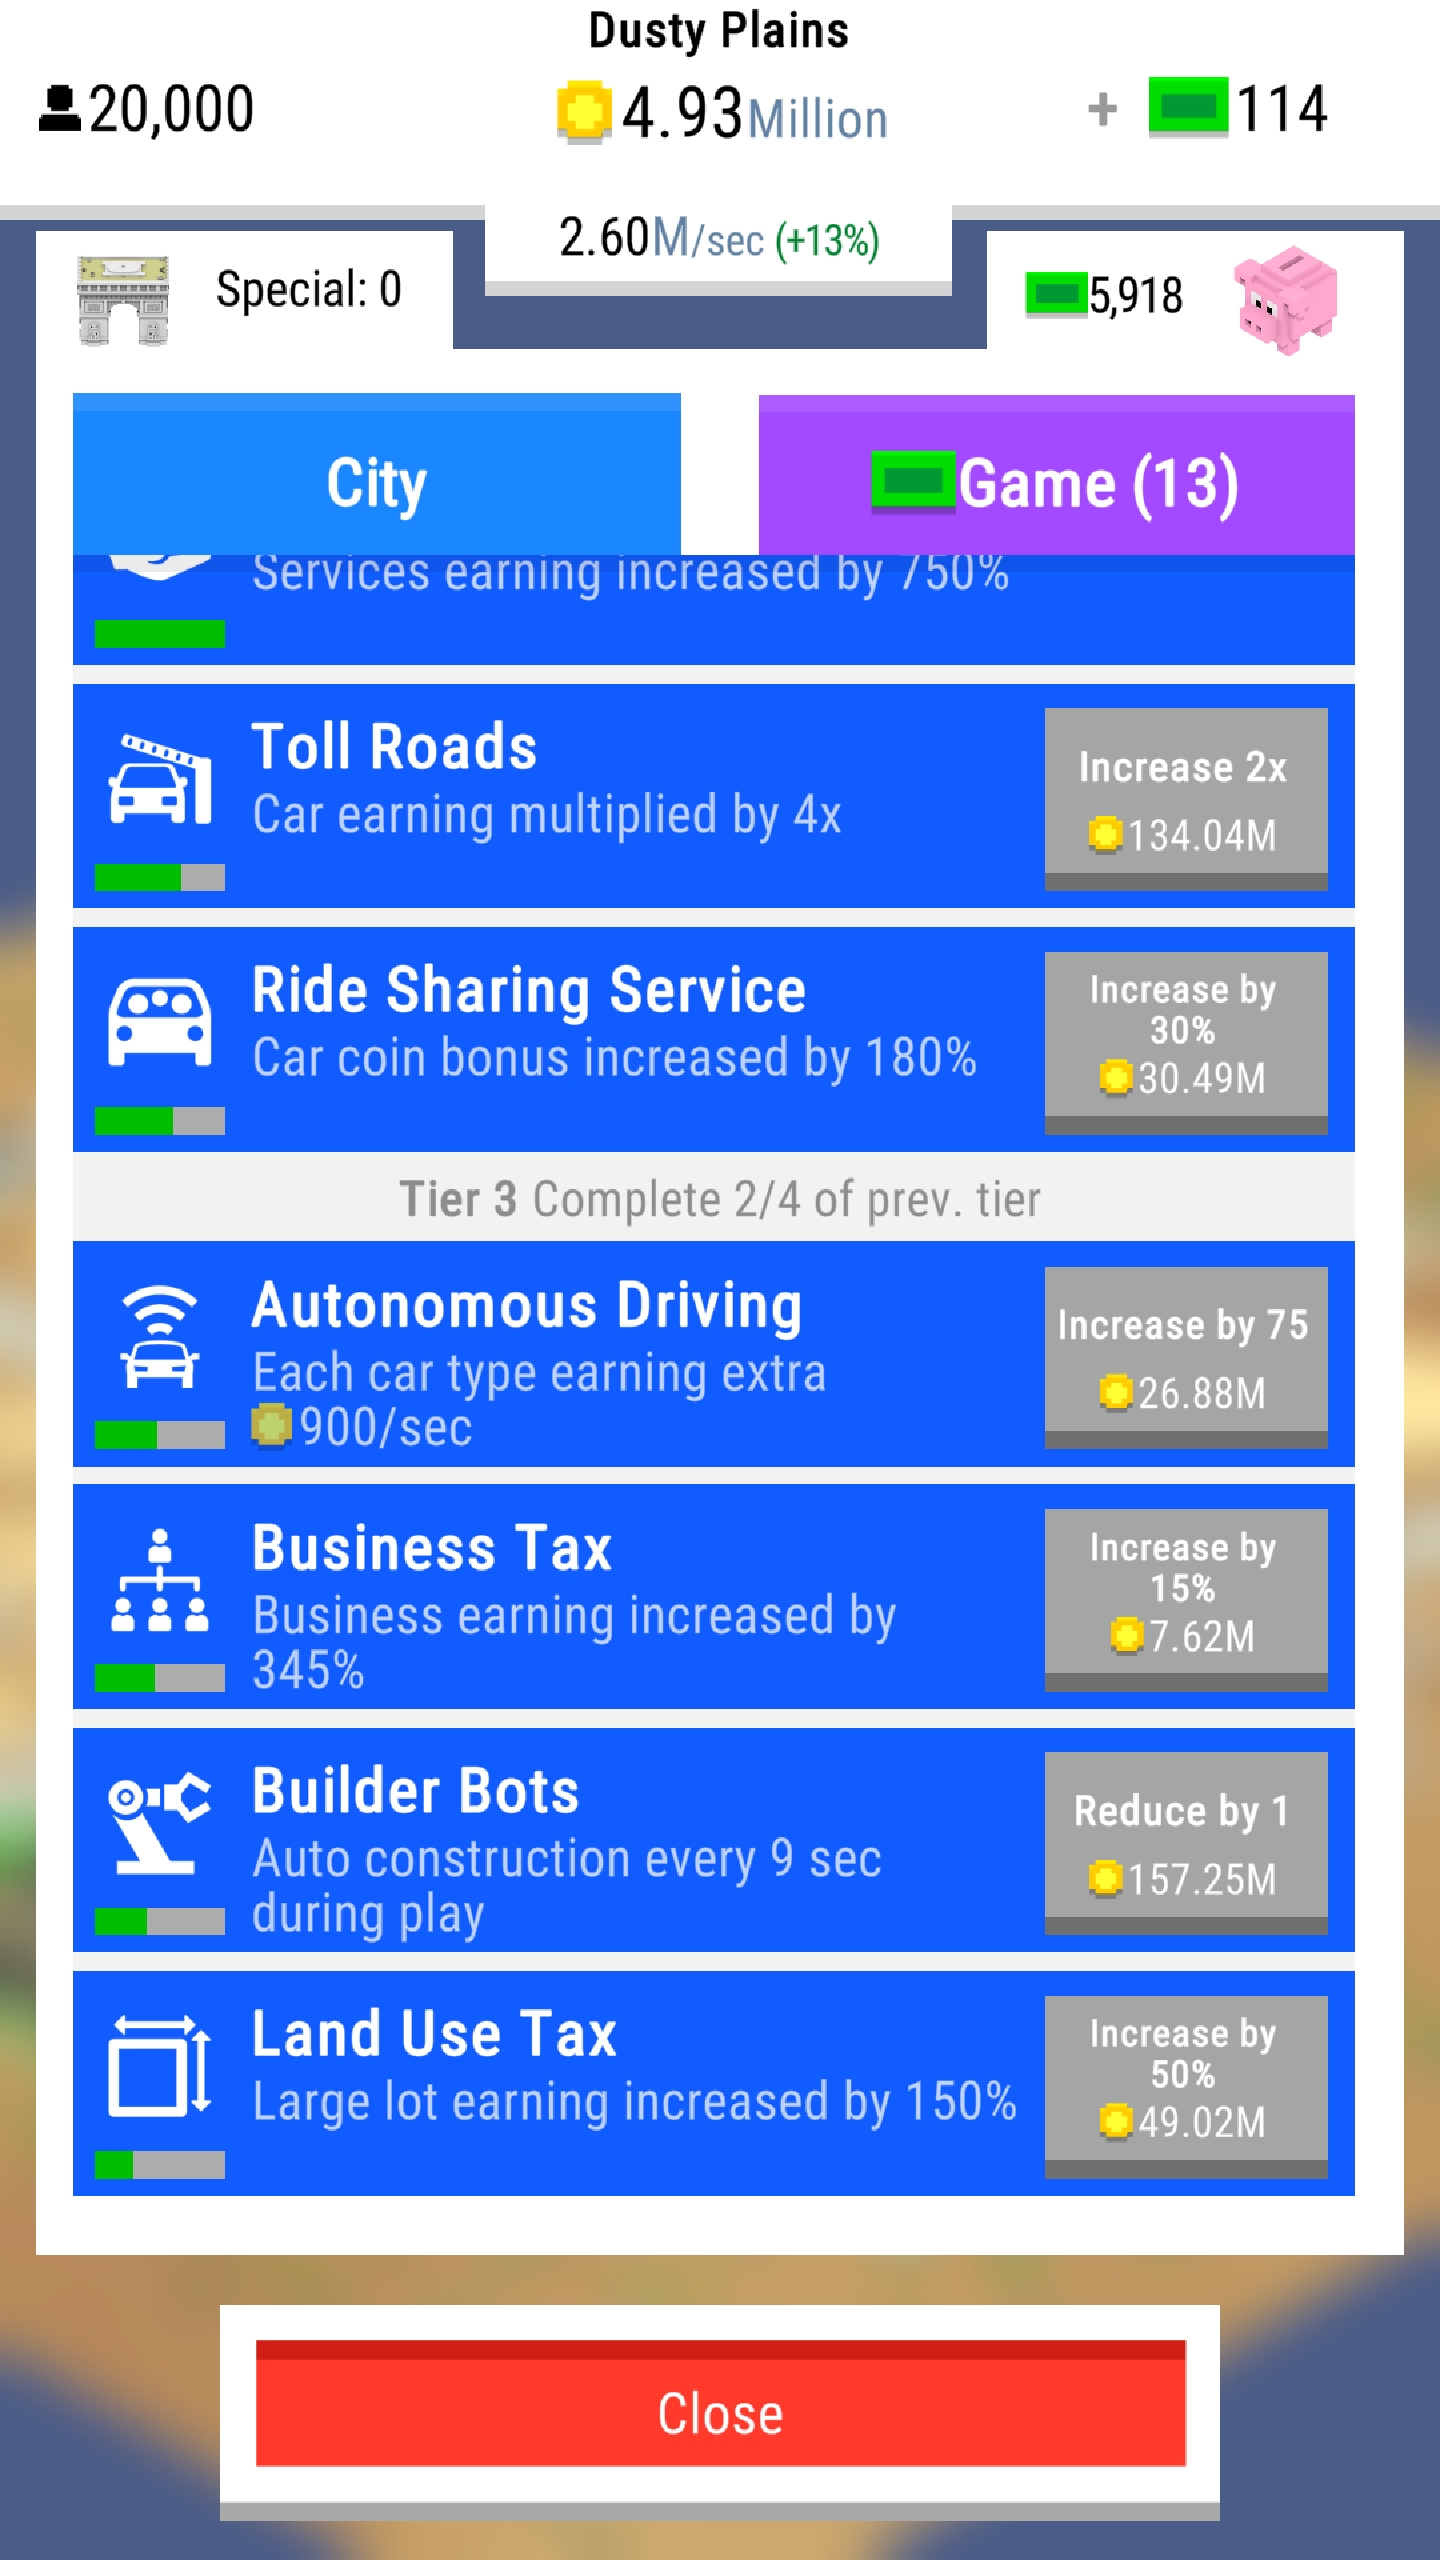 Dusty Plains
20,000
4.93Million
+ 114
2.60M/sec (+13%)
Special: 0
5,918
City
Game (13)
Services earning increased by 750%
Toll Roads
Car earning multiplied by 4x
Increase 2x
134.04M
Ride Sharing Service
Car coin bonus increased by 180%
Increase by
30%
30.49M
Tier 3 Complete 2/4 of prev. tier
Autonomous Driving
Each car type earning extra
900/sec
Increase by 75
26.88M
Business Tax
Business earning increased by
345%
Increase by
15%
7.62M
Builder Bots
Auto construction every 9 sec
during play
Reduce by 1
157.25M
Land Use Tax
Large lot earning increased by 150%
Increase by
50%
49.02M
Close